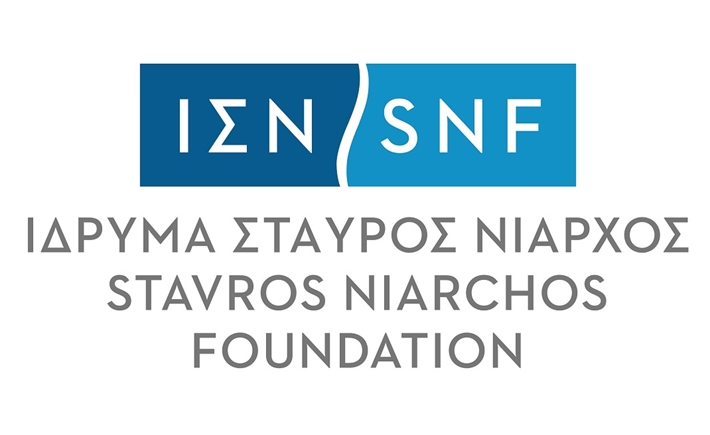 ΙΣΝ SNF
ΙΔΡΥΜΑ ΣΤΑΥΡΟΣ ΝΙΑΡΧΟΣ
STAVROS NIARCHOS
FOUNDATION